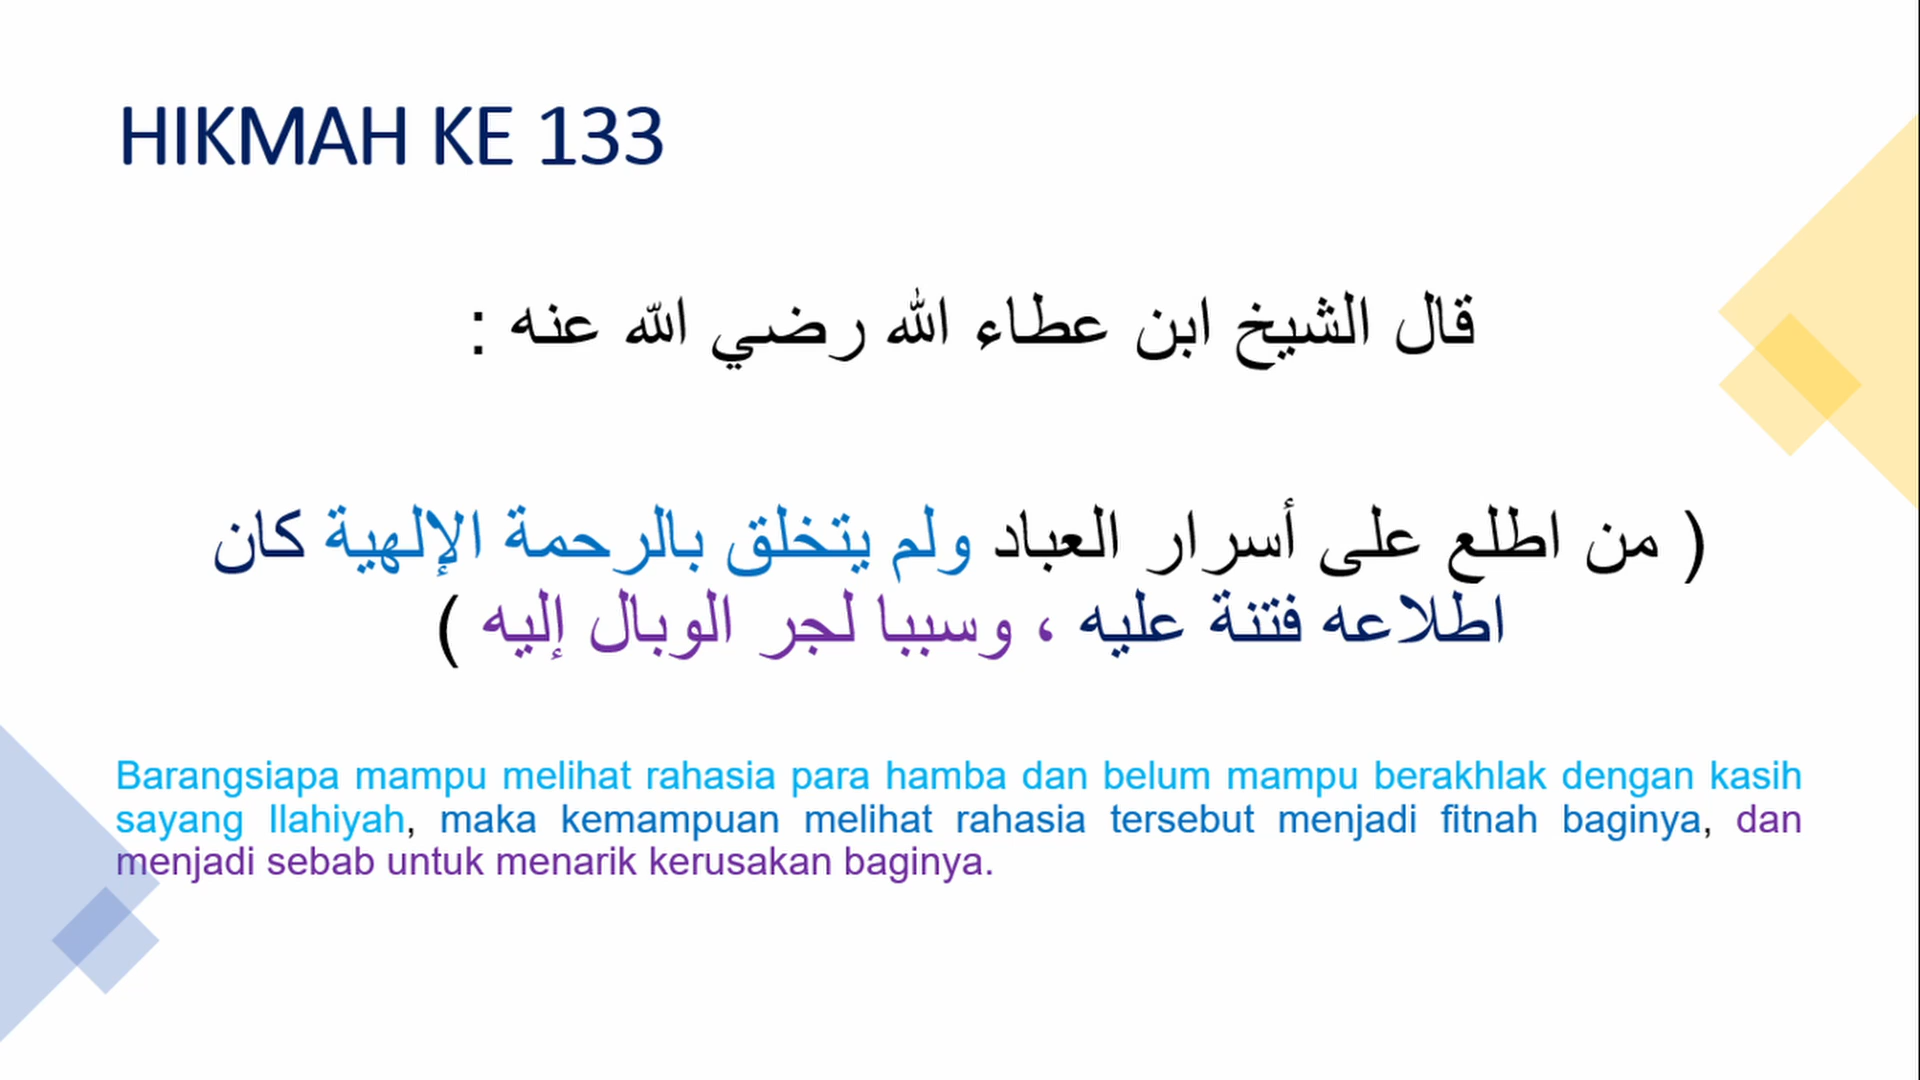 HIKMAH KE 133
قال الشيخ ابن عطاء الله رضي الله عنه :
( من اطلع على أسرار العباد ولم يتخلق بالرحمة الإلهية كان
اطلاعه فتنة عليه ، وسببا لجر الوبال إليه )
Barangsiapa mampu melihat rahasia para hamba dan belum mampu berakhlak dengan kasih
sayang Ilahiyah, maka kemampuan melihat rahasia tersebut menjadi fitnah baginya, dan
menjadi sebab untuk menarik kerusakan baginya.